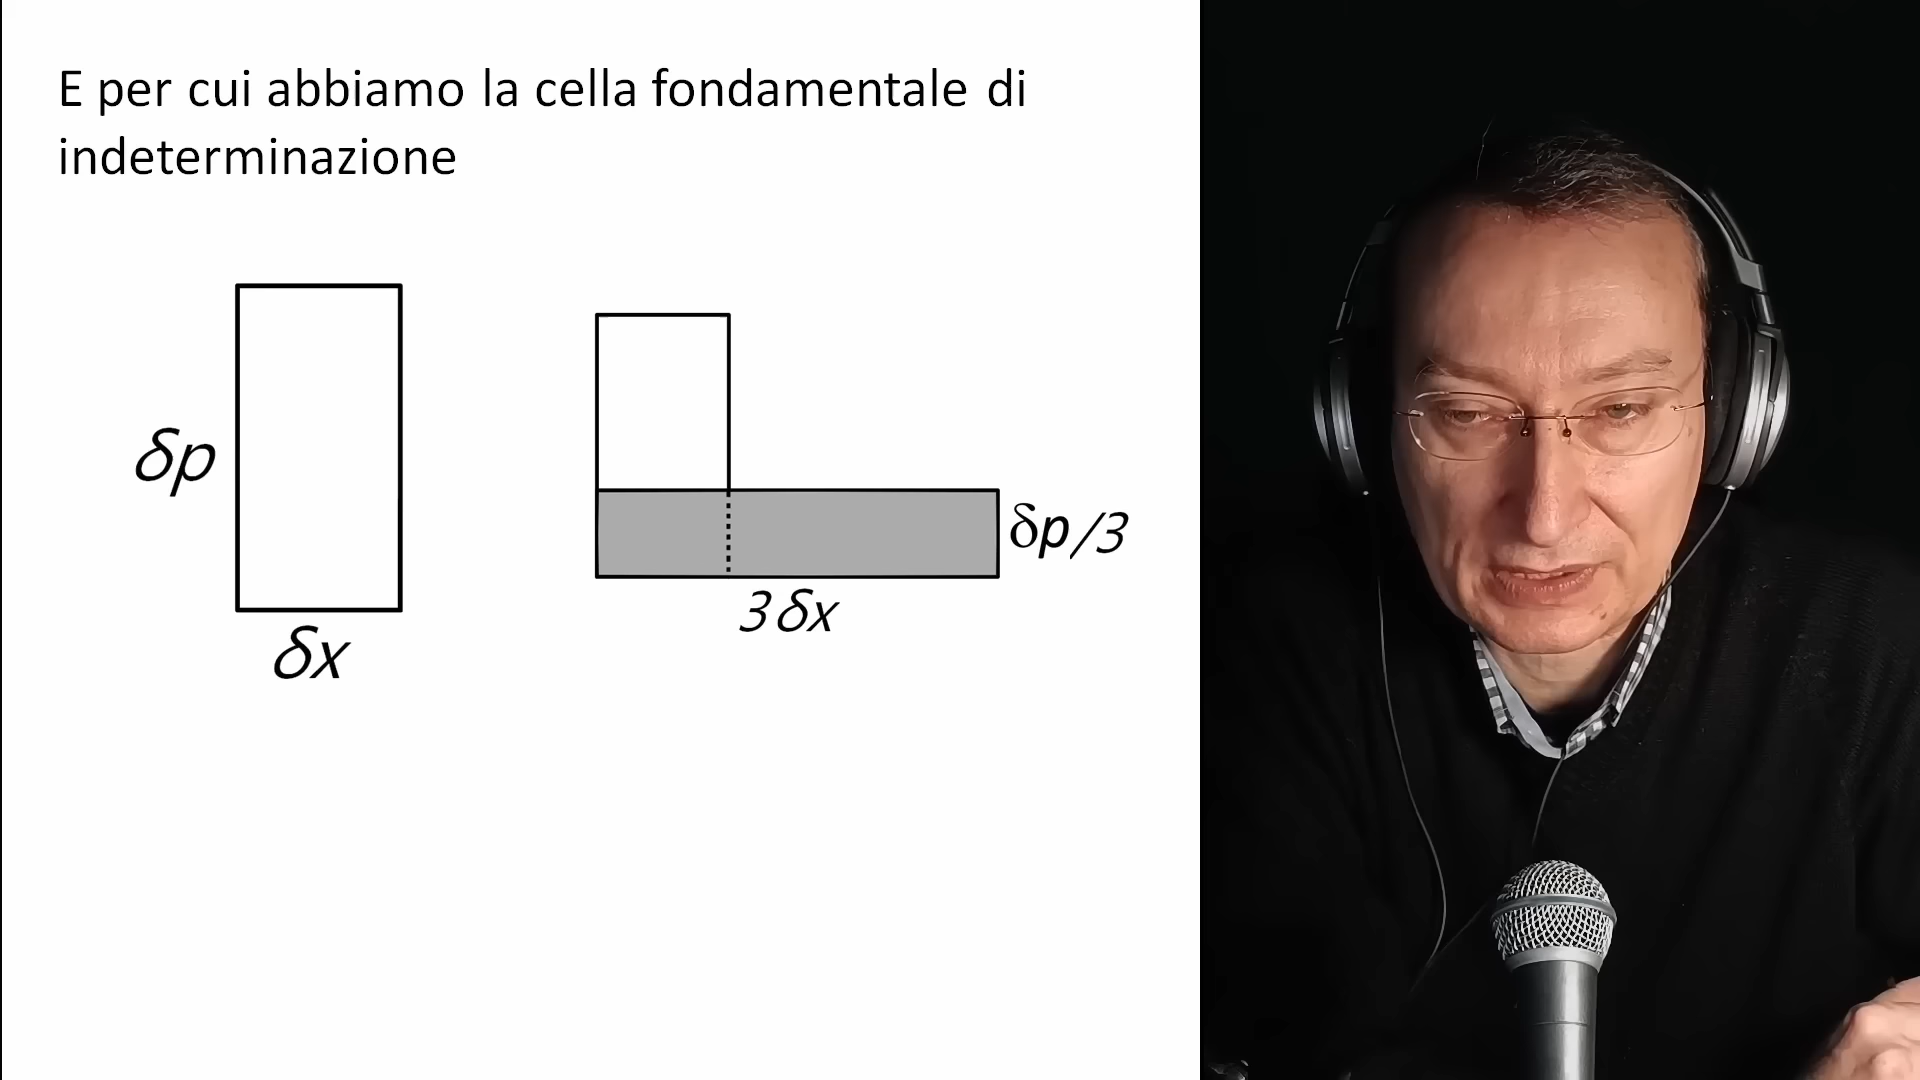 E per cui abbiamo la cella fondamentale di
indeterminazione
δp
δx
δp/3
3δx